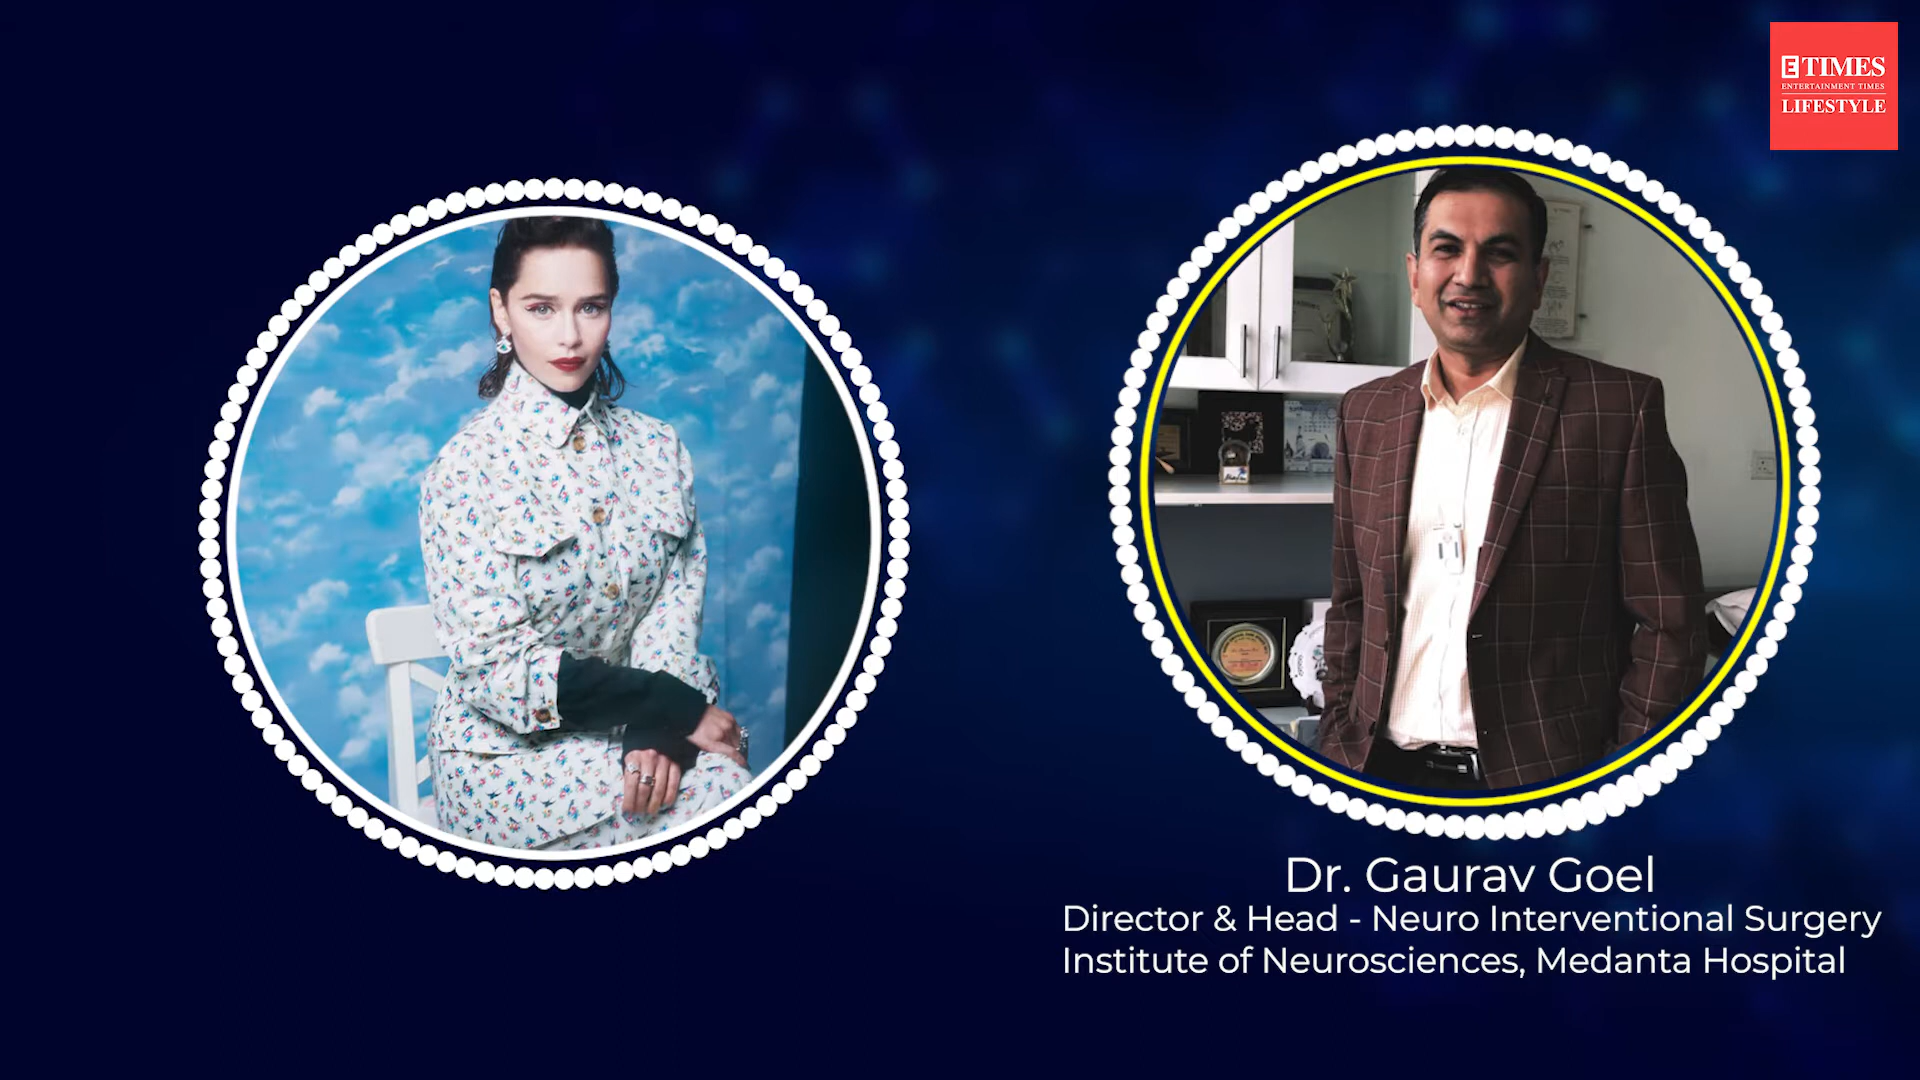 ETIMES
ENTERTAINMENT TIMES
LIFESTYLE
Dr. Gaurav Goel
Director & Head - Neuro Interventional Surgery
Institute of Neurosciences, Medanta Hospital